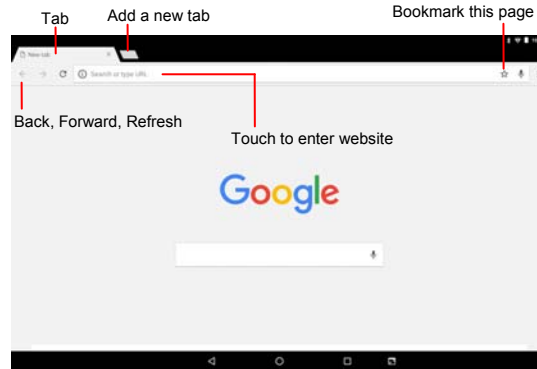 Bookmark this page
Tab
Add a new tab
New tab
Search or type URL
Back, Forward, Refresh
Touch to enter website
Google